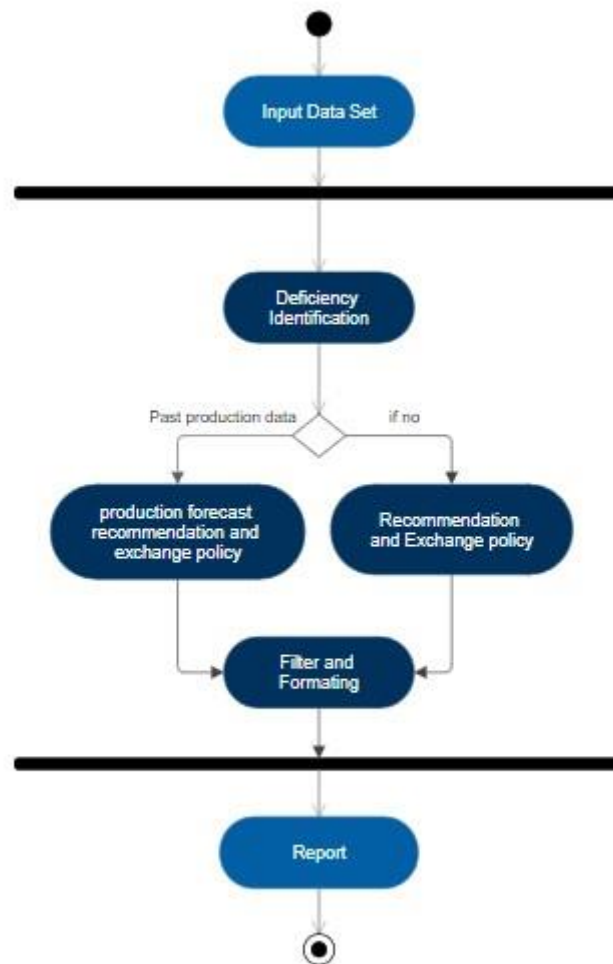 Input Data Set
Deficiency
Identification
Past production data
if no
production forecast
recommendation and
exchange policy
Recommendation
and Exchange policy
Filter and
Formating
Report